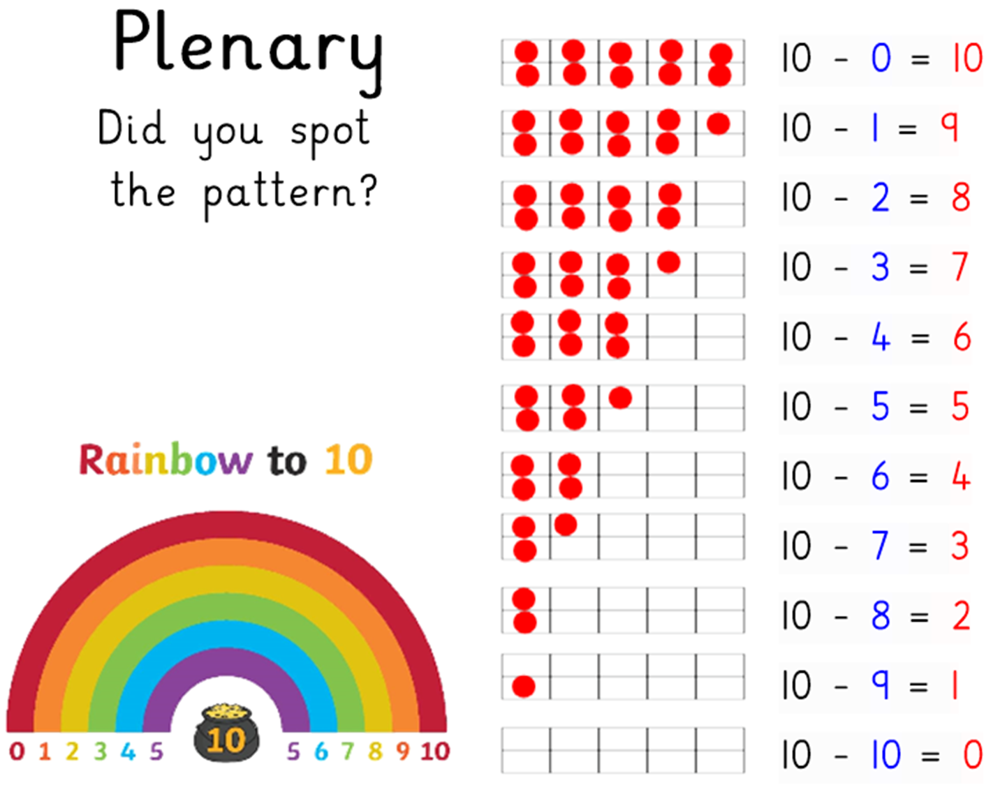 Plenary
Did you spot
the pattern?
Rainbow to 10
10
0 1 2 3 4 5 5 6 7 8 9 10
10 - 0 = 10
10 - 1 = 9
10 - 2 = 8
10 - 3 = 7
10 - 4 = 6
10 - 5 = 5
10 - 6 = 4
10 - 7 = 3
10 - 8 = 2
10 - 9 = 1
10 - 10 = 0